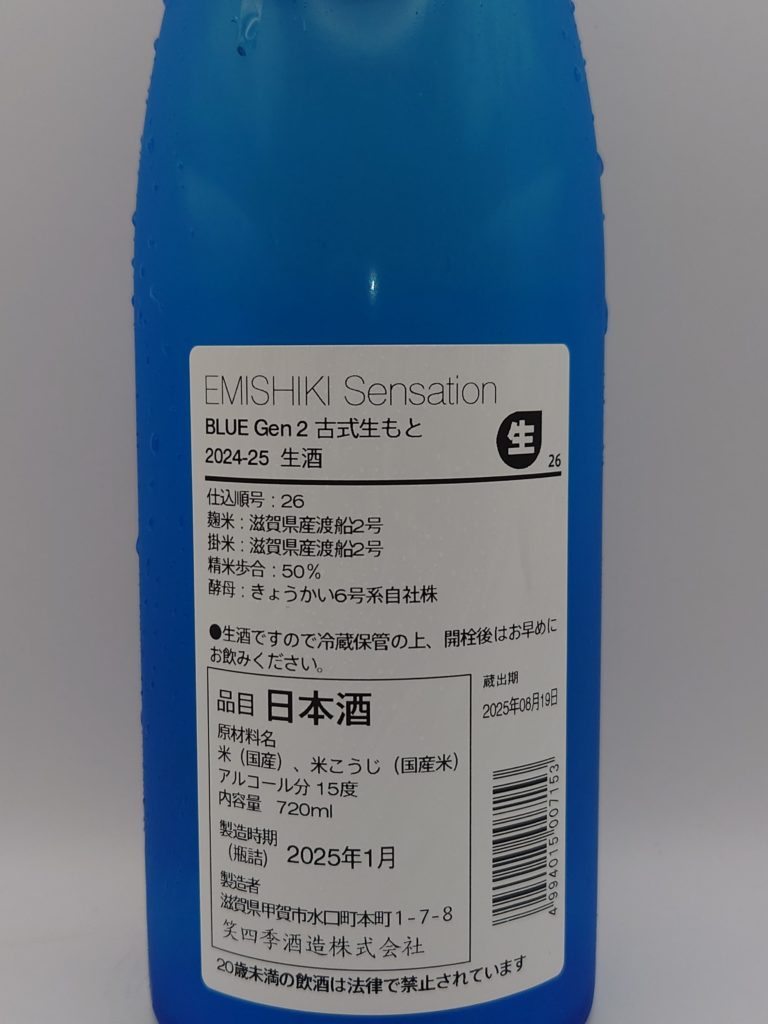 EMISHIKI Sensation
BLUE Gen 2 古式生もと
2024-25 生酒
生
26
仕込順号：26
麹米：滋賀県産渡船2号
掛米：滋賀県産渡船2号
精米歩合：50％
酵母：きょうかい6号系自社株
●生酒ですので冷蔵保管の上、開栓後はお早めに
お飲みください。
品目 日本酒
原材料名
米（国産）、米こうじ（国産米）
アルコール分 15度
内容量 720ml
製造時期
（瓶詰） 2025年1月
製造者
滋賀県甲賀市水口町本町1-7-8
笑四季酒造株式会社
蔵出期
2025年08月19日
4 994015 007153
20歳未満の飲酒は法律で禁止されています